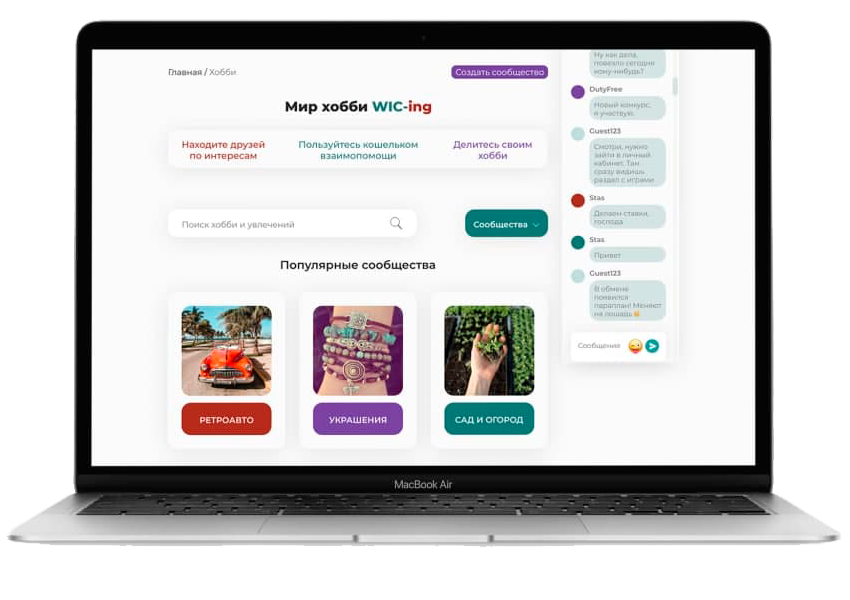 Главная / Хобби
Создать сообщество
Мир хобби WIC-ing
Находите друзей
по интересам
Пользуйтесь кошельком
взаимопомощи
Делитесь своим
хобби
Поиск хобби и увлечений
Сообщества
Популярные сообщества
РЕТРОАВТО
УКРАШЕНИЯ
САД И ОГОРОД
Ну как дела,
повезло сегодня
кому-нибудь?
DutyFree
Новый конкурс,
я участвую.
Guest123
Смотри, нужно
зайти в личный
кабинет. Там
сразу видишь
раздел с играми
Stas
Делаем ставки,
господа
Stas
Привет
Guest123
В обмене
появился
параплан! Меняют
на лошадь
Сообщение
MacBook Air